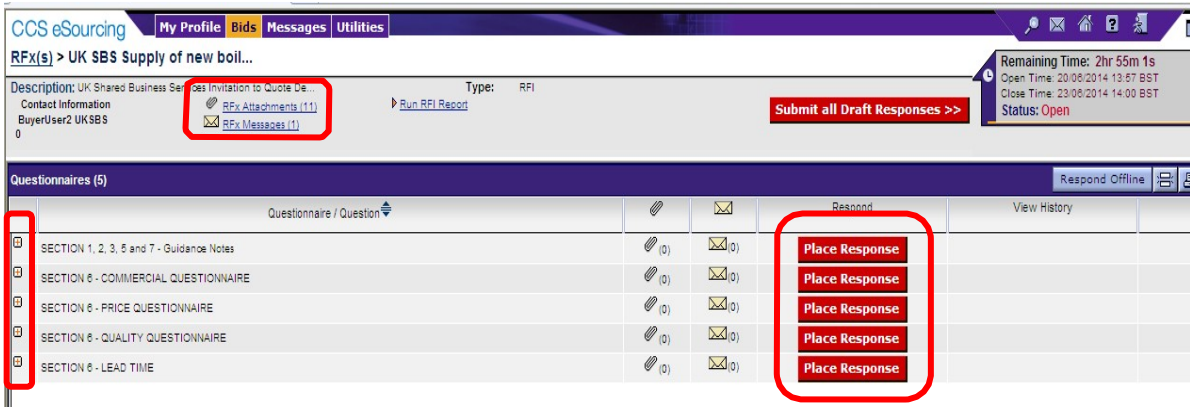 CCS eSourcing
My Profile Bids Messages Utilities
RFx(s) > UK SBS Supply of new boil...
Remaining Time: 2hr 55m 1s
Open Time: 20/06/2014 13:57 BST
Close Time: 23/06/2014 14:00 BST
Status: Open
Description: UK Shared Business Services Invitation to Quote De...
Type: RFI
Contact Information
RFx Attachments (11)
Run RFI Report
Submit all Draft Responses >>
BuyerUser2 UKSBS
RFx Messages (1)
0
Questionnaires (5)
Respond Offline
Questionnaire / Question
Respond
View History
SECTION 1, 2, 3, 5 and 7 - Guidance Notes (0) (0) Place Response
SECTION 6 - COMMERCIAL QUESTIONNAIRE (0) (0) Place Response
SECTION 6 - PRICE QUESTIONNAIRE (0) (0) Place Response
SECTION 6 - QUALITY QUESTIONNAIRE (0) (0) Place Response
SECTION 6 - LEAD TIME (0) (0) Place Response